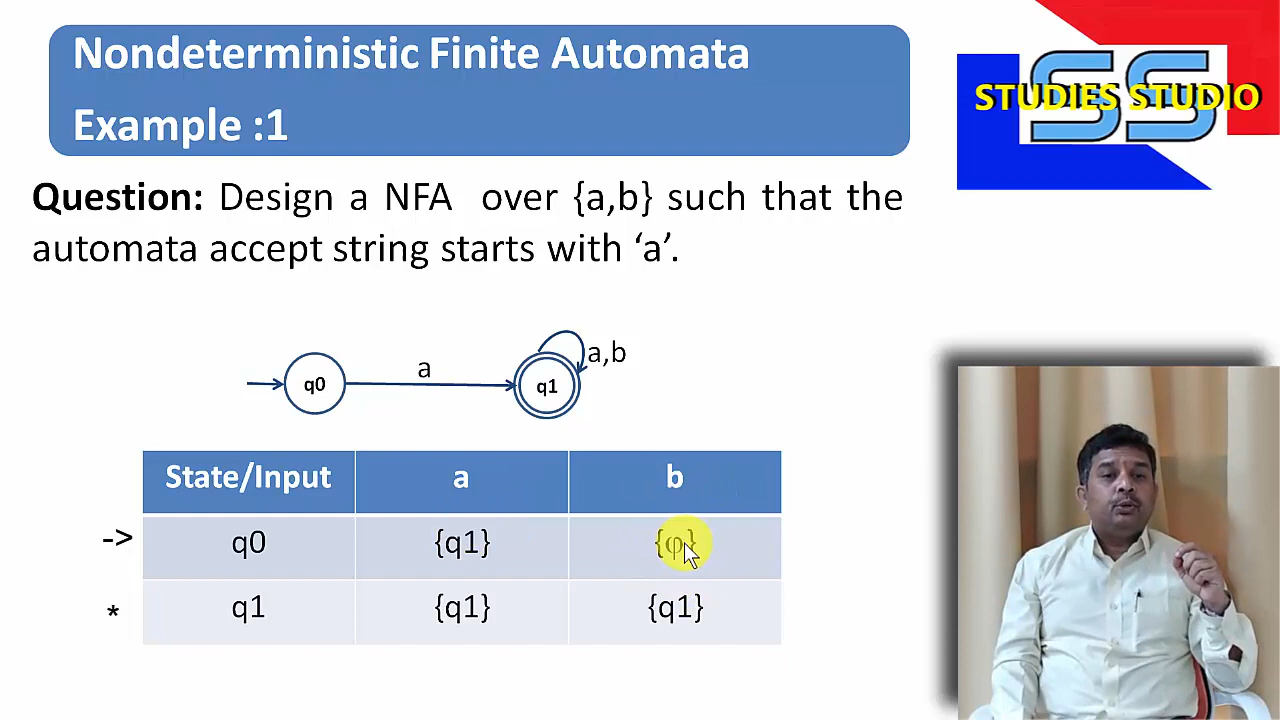 Nondeterministic Finite Automata
Example :1
SS
STUDIES STUDIO
Question: Design a NFA over {a,b} such that the
automata accept string starts with ‘a’.
a,b
a
q0
q1
State/Input a b
-> q0 {q1} {φ}
* q1 {q1} {q1}